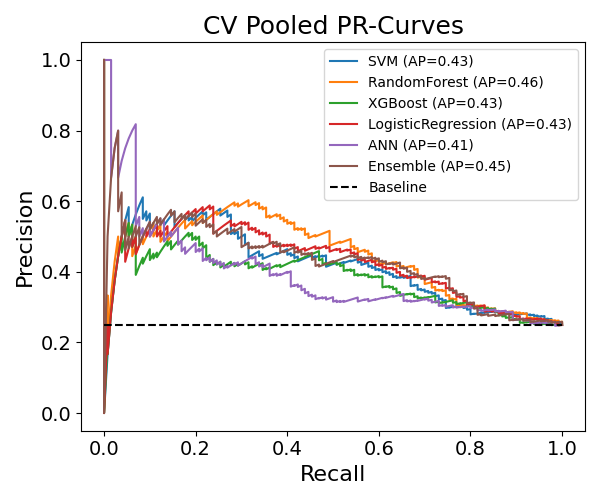 CV Pooled PR-Curves
SVM (AP=0.43)
RandomForest (AP=0.46)
XGBoost (AP=0.43)
LogisticRegression (AP=0.43)
ANN (AP=0.41)
Ensemble (AP=0.45)
Baseline
Precision
1.0
0.8
0.6
0.4
0.2
0.0
0.0 0.2 0.4 0.6 0.8 1.0
Recall